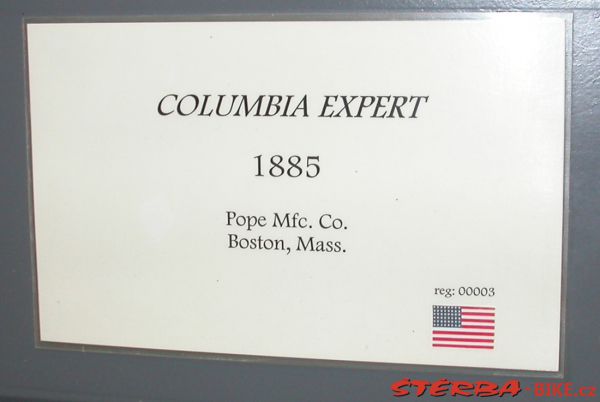 COLUMBIA EXPERT
1885
Pope Mfc. Co.
Boston, Mass.
reg: 00003
STERBA-BIKE.cz